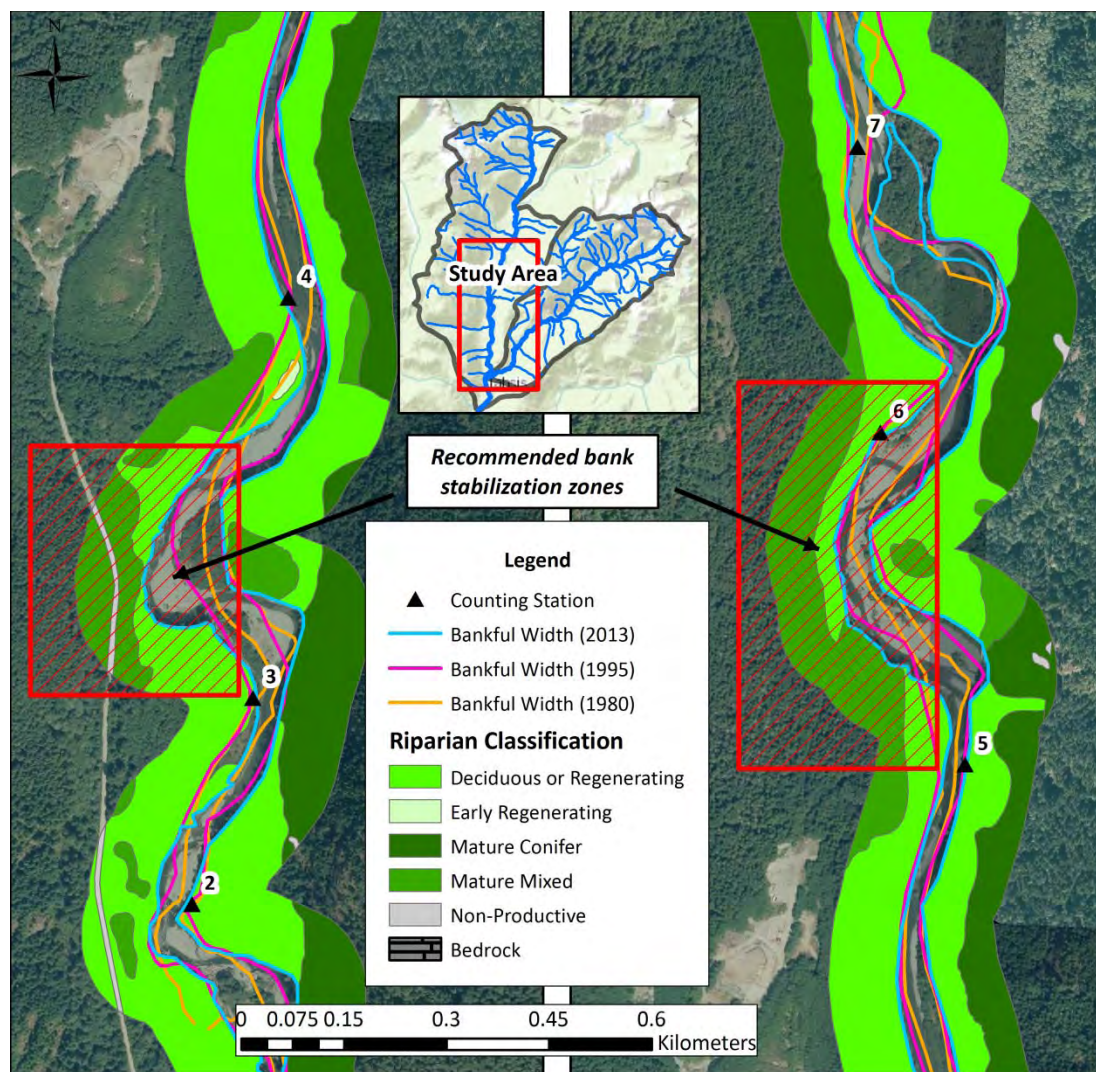 N
7
4
Study Area
6
Recommended bank
stabilization zones
Legend
Counting Station
Bankful Width (2013)
Bankful Width (1995)
Bankful Width (1980)
3
5
Riparian Classification
Deciduous or Regenerating
Early Regenerating
Mature Conifer
Mature Mixed
Non-Productive
Bedrock
2
0 0.075 0.15 0.3 0.45 0.6
Kilometers